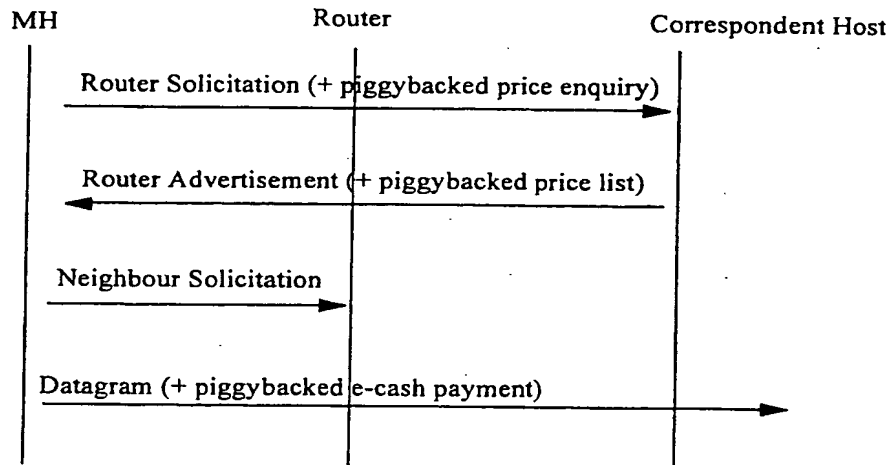 MH
Router
Correspondent Host
Router Solicitation (+ piggybacked price enquiry)
Router Advertisement (+ piggybacked price list)
Neighbour Solicitation
Datagram (+ piggybacked e-cash payment)